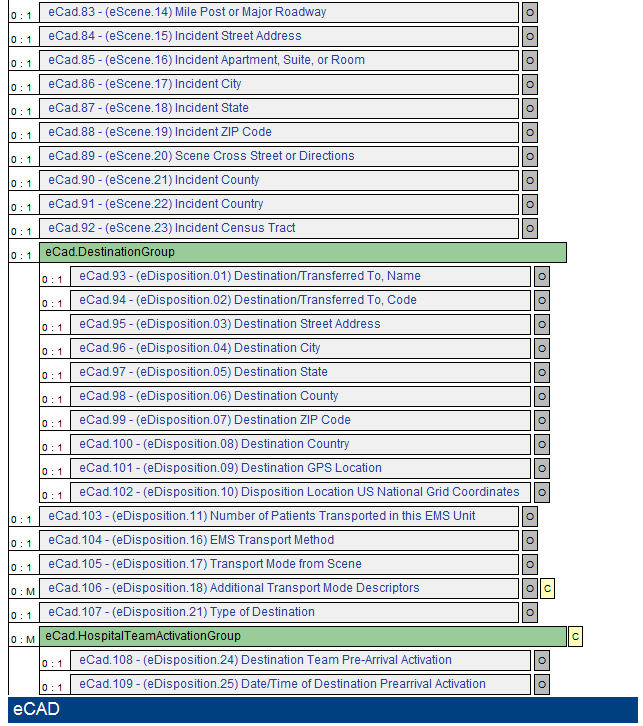 0 : 1 eCad.83 - (eScene.14) Mile Post or Major Roadway O
0 : 1 eCad.84 - (eScene.15) Incident Street Address O
0 : 1 eCad.85 - (eScene.16) Incident Apartment, Suite, or Room O
0 : 1 eCad.86 - (eScene.17) Incident City O
0 : 1 eCad.87 - (eScene.18) Incident State O
0 : 1 eCad.88 - (eScene.19) Incident ZIP Code O
0 : 1 eCad.89 - (eScene.20) Scene Cross Street or Directions O
0 : 1 eCad.90 - (eScene.21) Incident County O
0 : 1 eCad.91 - (eScene.22) Incident Country O
0 : 1 eCad.92 - (eScene.23) Incident Census Tract O
0 : 1 eCad.DestinationGroup
0 : 1 eCad.93 - (eDisposition.01) Destination/Transferred To, Name O
0 : 1 eCad.94 - (eDisposition.02) Destination/Transferred To, Code O
0 : 1 eCad.95 - (eDisposition.03) Destination Street Address O
0 : 1 eCad.96 - (eDisposition.04) Destination City O
0 : 1 eCad.97 - (eDisposition.05) Destination State O
0 : 1 eCad.98 - (eDisposition.06) Destination County O
0 : 1 eCad.99 - (eDisposition.07) Destination ZIP Code O
0 : 1 eCad.100 - (eDisposition.08) Destination Country O
0 : 1 eCad.101 - (eDisposition.09) Destination GPS Location O
0 : 1 eCad.102 - (eDisposition.10) Disposition Location US National Grid Coordinates O
0 : 1 eCad.103 - (eDisposition.11) Number of Patients Transported in this EMS Unit O
0 : 1 eCad.104 - (eDisposition.16) EMS Transport Method O
0 : 1 eCad.105 - (eDisposition.17) Transport Mode from Scene O
0 : M eCad.106 - (eDisposition.18) Additional Transport Mode Descriptors O C
0 : 1 eCad.107 - (eDisposition.21) Type of Destination O
0 : M eCad.HospitalTeamActivationGroup C
0 : 1 eCad.108 - (eDisposition.24) Destination Team Pre-Arrival Activation O
0 : 1 eCad.109 - (eDisposition.25) Date/Time of Destination Prearrival Activation O
eCAD